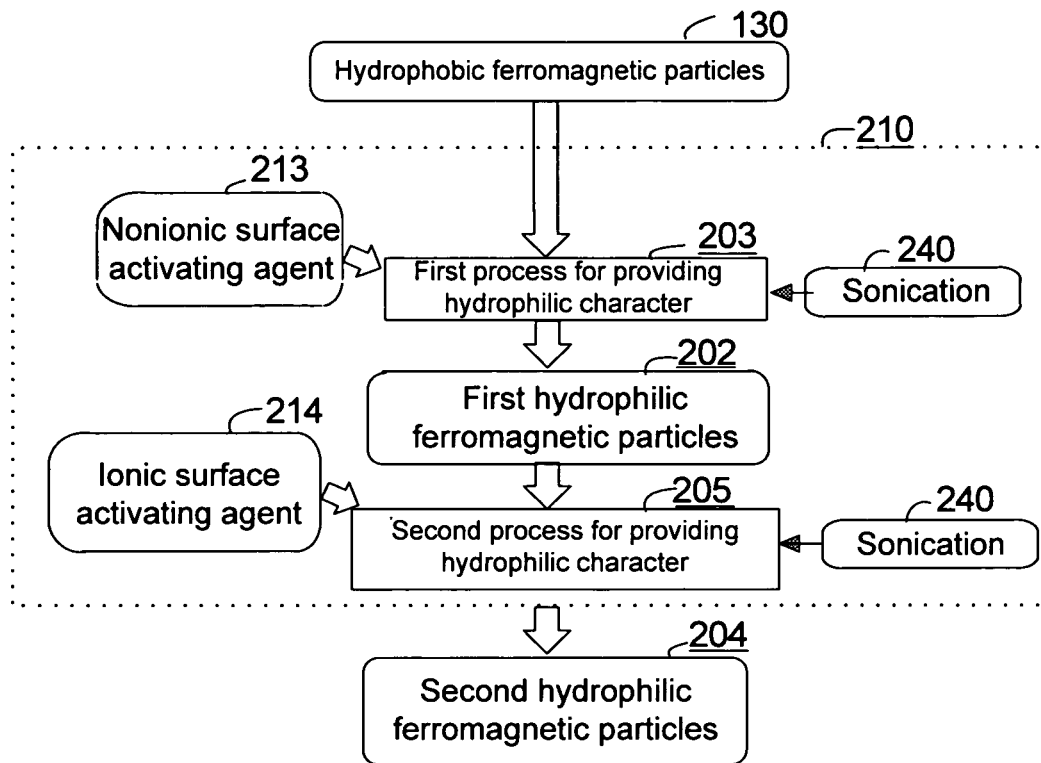 130
Hydrophobic ferromagnetic particles
210
213
Nonionic surface
activating agent
203
First process for providing
hydrophilic character
240
Sonication
202
First hydrophilic
ferromagnetic particles
214
Ionic surface
activating agent
205
Second process for providing
hydrophilic character
240
Sonication
204
Second hydrophilic
ferromagnetic particles